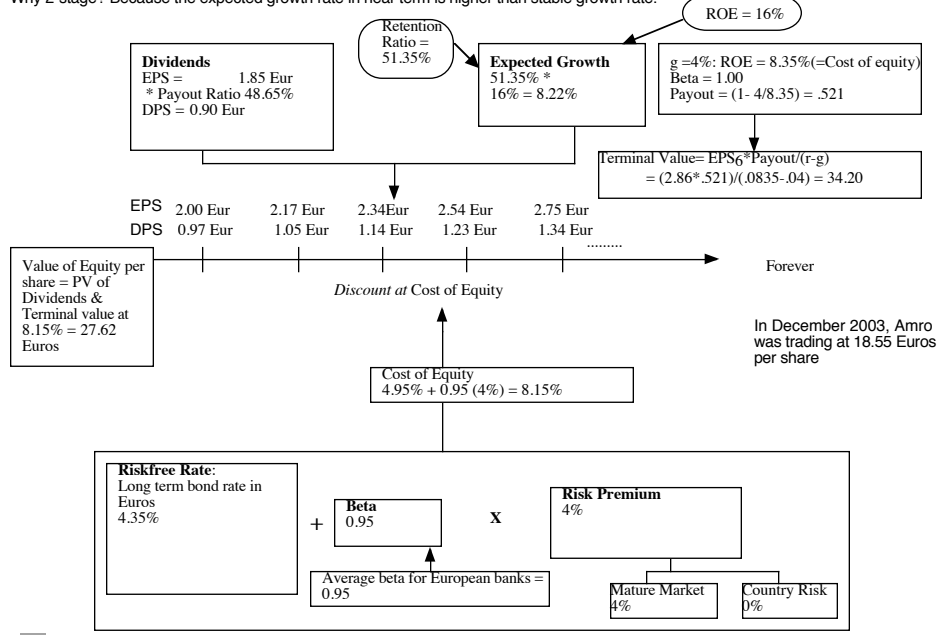 Why 2-stage? Because the expected growth rate in near term is higher than stable growth rate.
ROE = 16%
Retention
Ratio =
51.35%
Dividends
EPS = 1.85 Eur
* Payout Ratio 48.65%
DPS = 0.90 Eur
Expected Growth
51.35% *
16% = 8.22%
g =4%: ROE = 8.35%(=Cost of equity)
Beta = 1.00
Payout = (1- 4/8.35) = .521
Terminal Value= EPS6*Payout/(r-g)
= (2.86*.521)/(.0835-.04) = 34.20
EPS 2.00 Eur 2.17 Eur 2.34Eur 2.54 Eur 2.75 Eur
DPS 0.97 Eur 1.05 Eur 1.14 Eur 1.23 Eur 1.34 Eur
.........
Value of Equity per
share = PV of
Dividends &
Terminal value at
8.15% = 27.62
Euros
Forever
Discount at Cost of Equity
In December 2003, Amro
was trading at 18.55 Euros
per share
Cost of Equity
4.95% + 0.95 (4%) = 8.15%
Riskfree Rate:
Long term bond rate in
Euros
4.35%
+
Beta
0.95
X
Risk Premium
4%
Average beta for European banks =
0.95
Mature Market
4%
Country Risk
0%